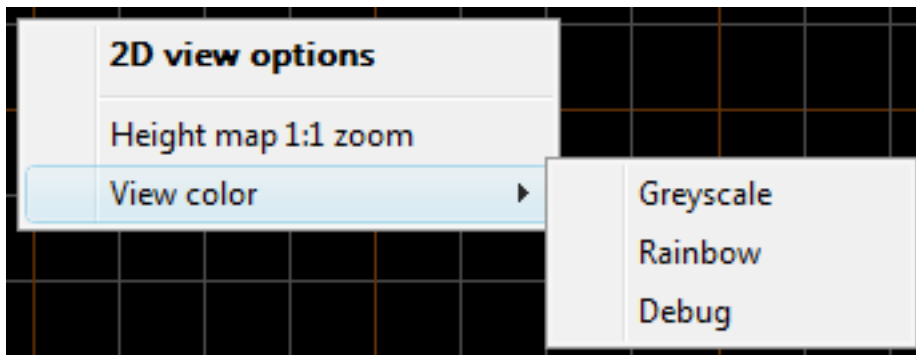 2D view options
Height map 1:1 zoom
View color
Greyscale
Rainbow
Debug